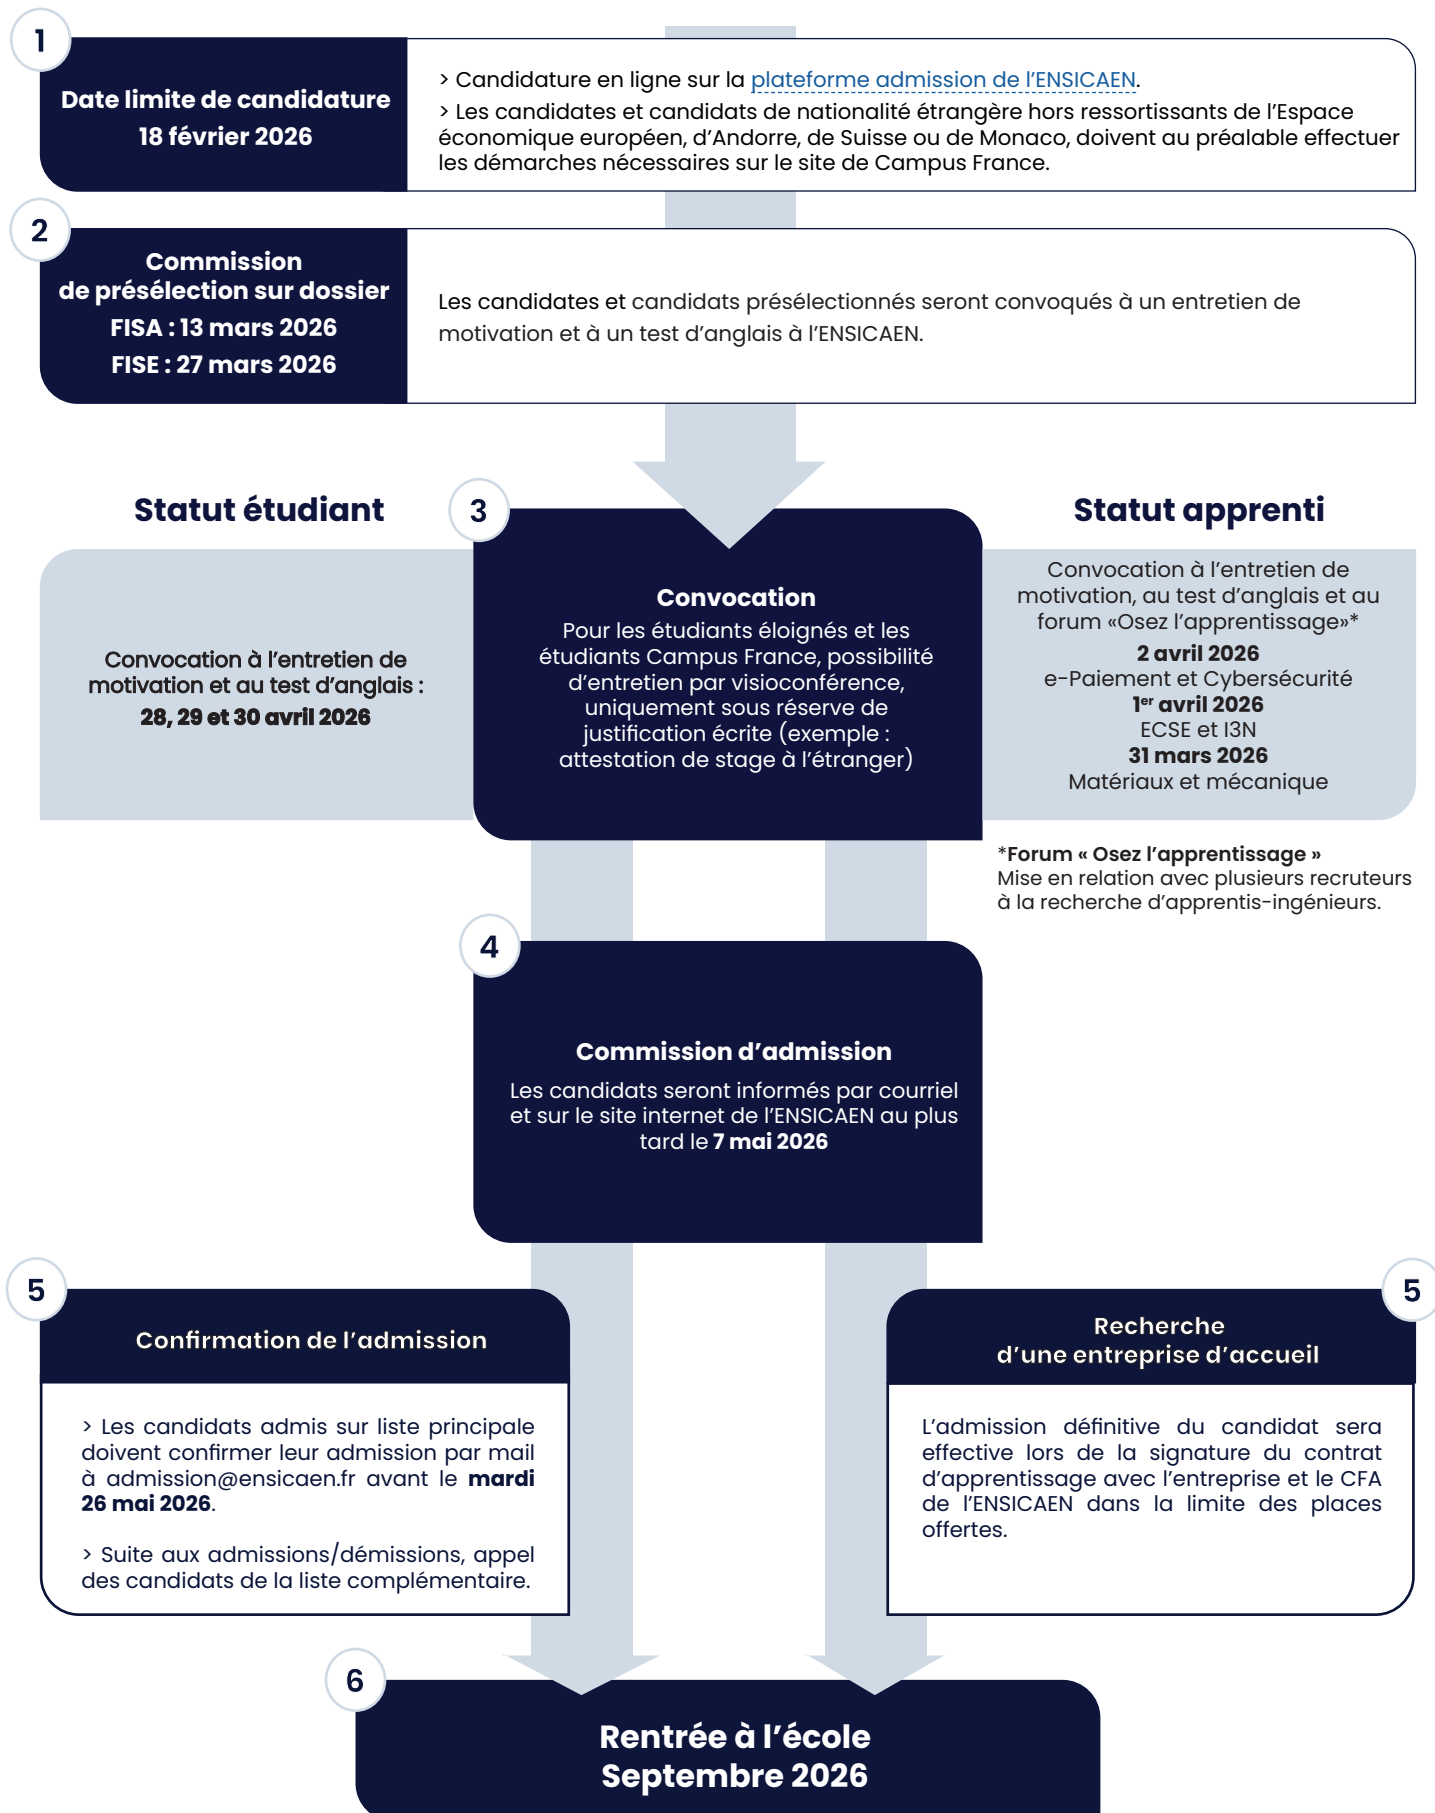 1
Date limite de candidature
18 février 2026
> Candidature en ligne sur la plateforme admission de l’ENSICAEN.
> Les candidates et candidats de nationalité étrangère hors ressortissants de l’Espace
économique européen, d’Andorre, de Suisse ou de Monaco, doivent au préalable effectuer
les démarches nécessaires sur le site de Campus France.
2
Commission
de présélection sur dossier
FISA : 13 mars 2026
FISE : 27 mars 2026
Les candidates et candidats présélectionnés seront convoqués à un entretien de
motivation et à un test d’anglais à l’ENSICAEN.
Statut étudiant
Convocation à l’entretien de
motivation et au test d’anglais :
28, 29 et 30 avril 2026
3
Convocation
Pour les étudiants éloignés et les
étudiants Campus France, possibilité
d’entretien par visioconférence,
uniquement sous réserve de
justification écrite (exemple :
attestation de stage à l’étranger)
Statut apprenti
Convocation à l’entretien de
motivation, au test d’anglais et au
forum «Osez l’apprentissage»*
2 avril 2026
e-Paiement et Cybersécurité
1er avril 2026
ECSE et I3N
31 mars 2026
Matériaux et mécanique
*Forum « Osez l’apprentissage »
Mise en relation avec plusieurs recruteurs
à la recherche d’apprentis-ingénieurs.
4
Commission d’admission
Les candidats seront informés par courriel
et sur le site internet de l’ENSICAEN au plus
tard le 7 mai 2026
5
Confirmation de l’admission
> Les candidats admis sur liste principale
doivent confirmer leur admission par mail
à admission@ensicaen.fr avant le mardi
26 mai 2026.
> Suite aux admissions/démissions, appel
des candidats de la liste complémentaire.
5
Recherche
d’une entreprise d’accueil
L’admission définitive du candidat sera
effective lors de la signature du contrat
d’apprentissage avec l’entreprise et le CFA
de l’ENSICAEN dans la limite des places
offertes.
6
Rentrée à l’école
Septembre 2026